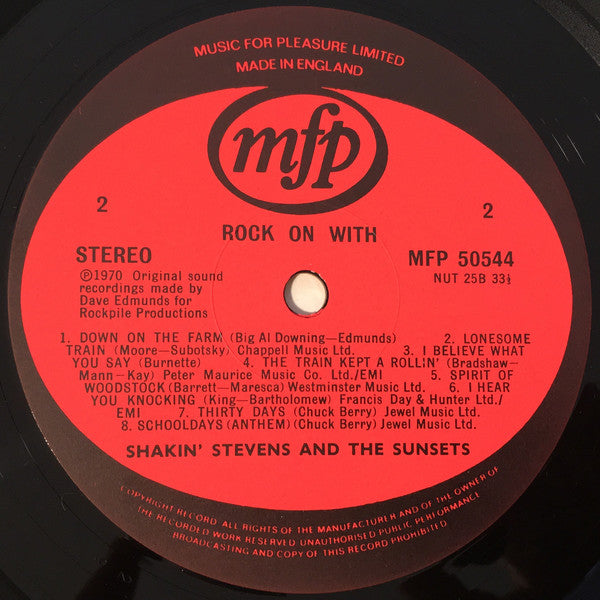 MUSIC FOR PLEASURE LIMITED
MADE IN ENGLAND
mfp
2
2
ROCK ON WITH
STEREO
MFP 50544
NUT 25B 33⅓
℗1970 Original sound
recordings made by
Dave Edmunds for
Rockpile Productions
1. DOWN ON THE FARM (Big Al Downing—Edmunds) 2. LONESOME
TRAIN (Moore—Subotsky) Chappell Music Ltd. 3. I BELIEVE WHAT
YOU SAY (Burnette) 4. THE TRAIN KEPT A ROLLIN' (Bradshaw—
Mann—Kay) Peter Maurice Music Co. Ltd./EMI 5. SPIRIT OF
WOODSTOCK (Barrett—Maresca) Westminster Music Ltd. 6. I HEAR
YOU KNOCKING (King—Bartholomew) Francis Day & Hunter Ltd./
EMI 7. THIRTY DAYS (Chuck Berry) Jewel Music Ltd.
8. SCHOOLDAYS (ANTHEM) (Chuck Berry) Jewel Music Ltd.
SHAKIN' STEVENS AND THE SUNSETS
COPYRIGHT RECORD ALL RIGHTS OF THE MANUFACTURER AND OF THE OWNER OF
THE RECORDED WORK RESERVED UNAUTHORISED PUBLIC PERFORMANCE
BROADCASTING AND COPY OF THIS RECORD PROHIBITED